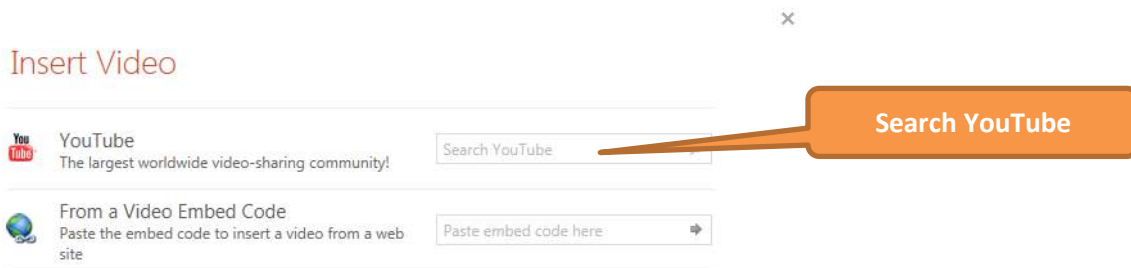 Insert Video
You
Tube
YouTube
The largest worldwide video-sharing community!
Search YouTube
Search YouTube
From a Video Embed Code
Paste the embed code to insert a video from a web
site
Paste embed code here